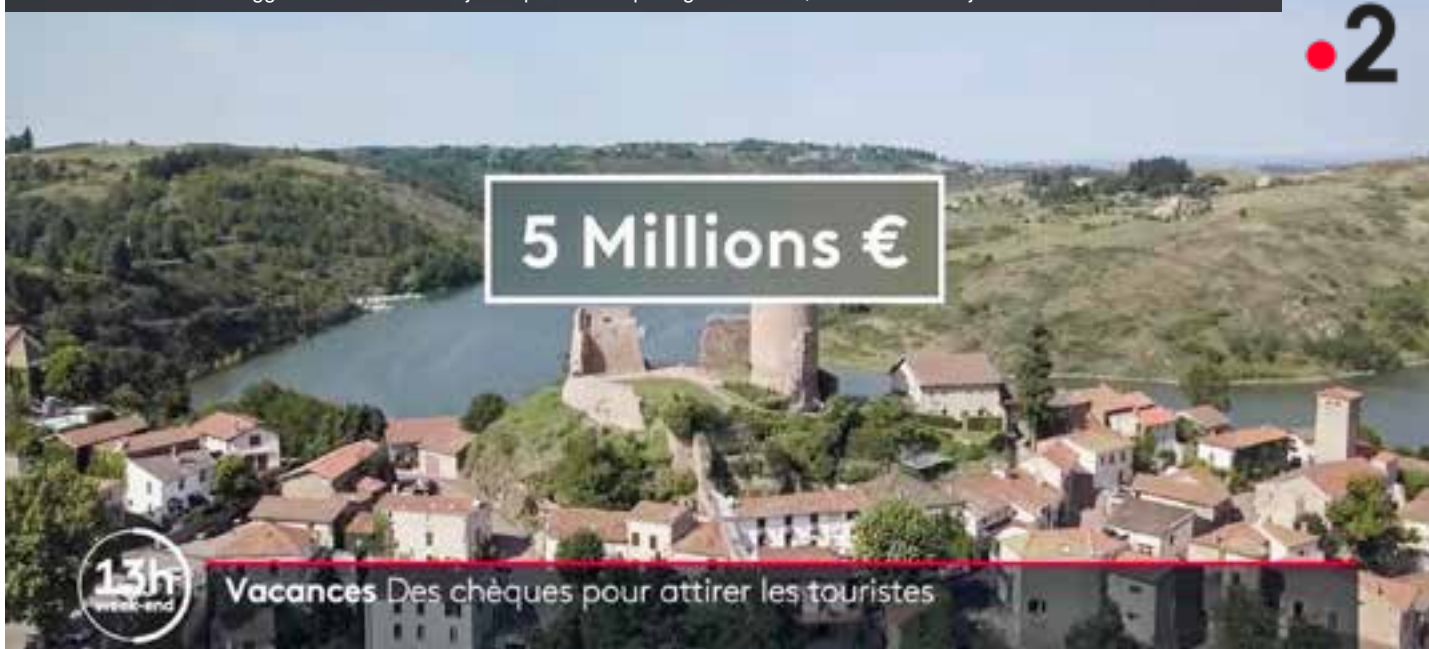 2
5 Millions €
13h
week-end
Vacances Des chèques pour attirer les touristes